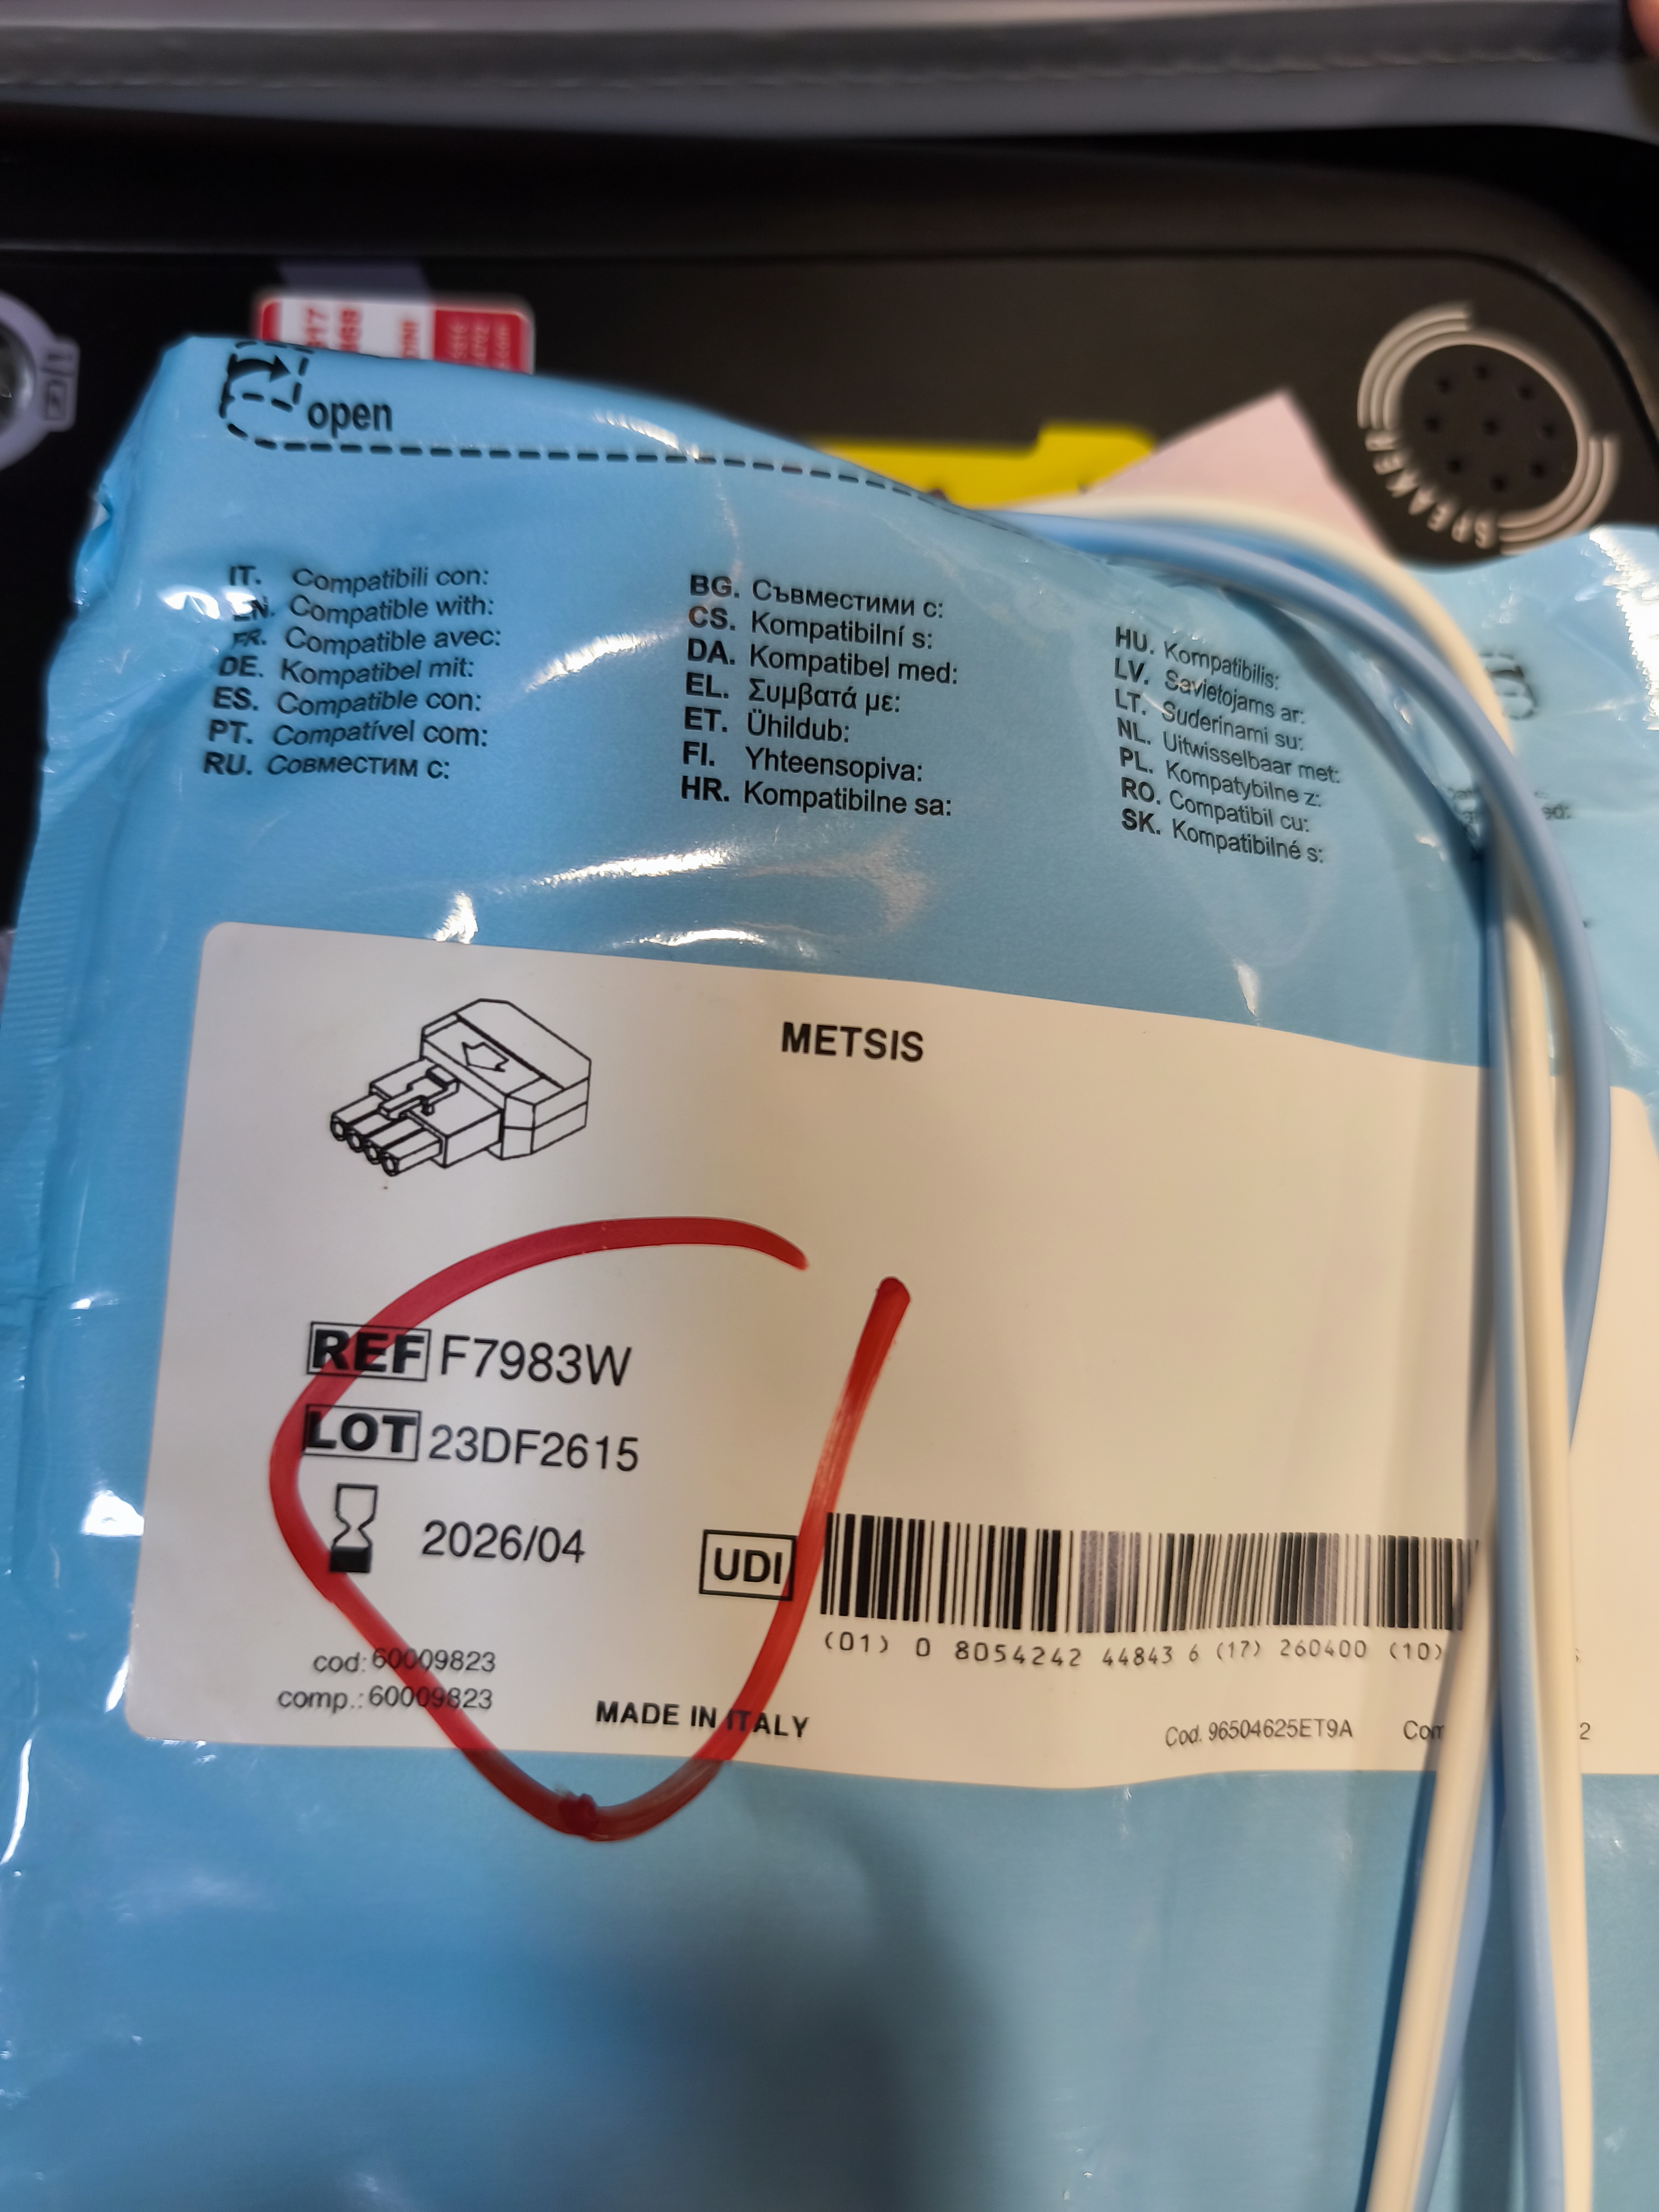 open
IT. Compatibili con:
EN. Compatible with:
FR. Compatible avec:
DE. Kompatibel mit:
ES. Compatible con:
PT. Compatível com:
RU. Совместим с:
BG. Съвместими с:
CS. Kompatibilní s:
DA. Kompatibel med:
EL. Συμβατά με:
ET. Ühildub:
FI. Yhteensopiva:
HR. Kompatibilne sa:
HU. Kompatibilis:
LV. Savietojams ar:
LT. Suderinami su:
NL. Uitwisselbaar met:
PL. Kompatybilne z:
RO. Compatibil cu:
SK. Kompatibilné s:
SPEAKER
METSIS
REF F7983W
LOT 23DF2615
2026/04
UDI
(01) 0 8054242 44843 6 (17) 260400 (10)
cod: 60009823
comp.: 60009823
MADE IN ITALY
Cod. 96504625ET9A